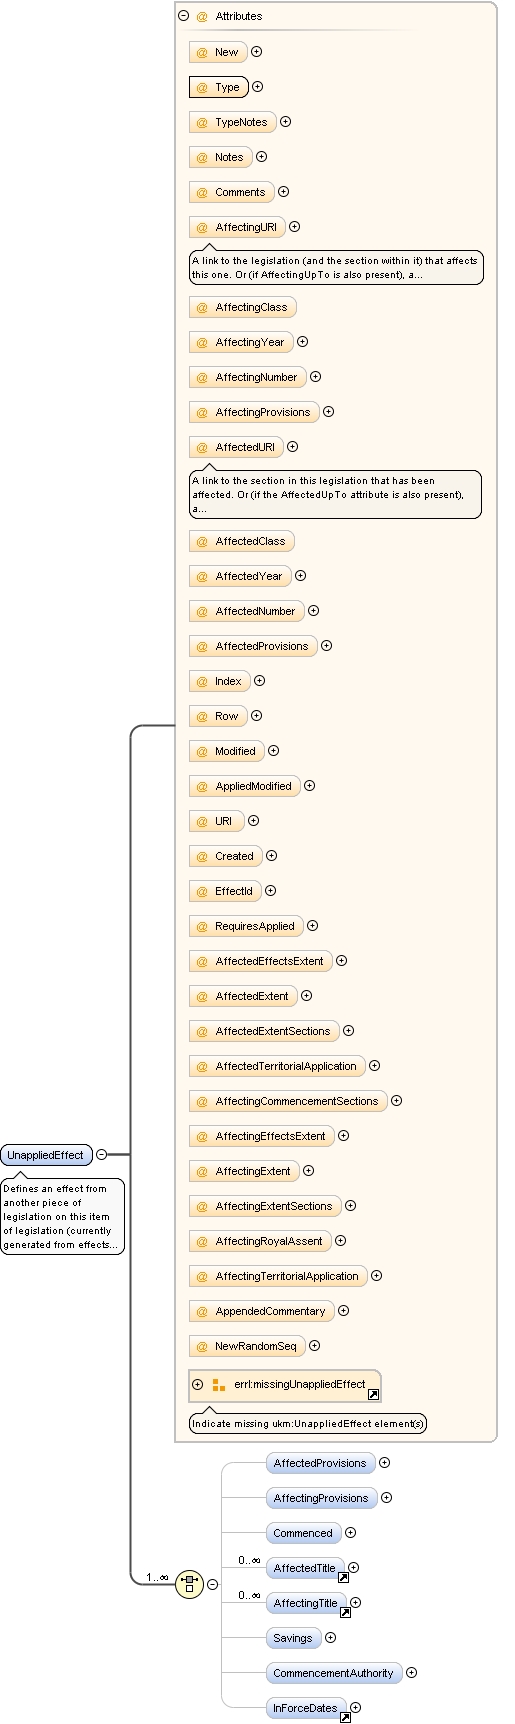 Attributes
@ New
@ Type
@ TypeNotes
@ Notes
@ Comments
@ AffectingURI
A link to the legislation (and the section within it) that affects
this one. Or (if AffectingUpTo is also present), a...
@ AffectingClass
@ AffectingYear
@ AffectingNumber
@ AffectingProvisions
@ AffectedURI
A link to the section in this legislation that has been
affected. Or (if the AffectedUpTo attribute is also present),
a...
@ AffectedClass
@ AffectedYear
@ AffectedNumber
@ AffectedProvisions
@ Index
@ Row
@ Modified
@ AppliedModified
@ URI
@ Created
@ EffectId
@ RequiresApplied
@ AffectedEffectsExtent
@ AffectedExtent
@ AffectedExtentSections
@ AffectedTerritorialApplication
@ AffectingCommencementSections
@ AffectingEffectsExtent
@ AffectingExtent
@ AffectingExtentSections
@ AffectingRoyalAssent
@ AffectingTerritorialApplication
@ AppendedCommentary
@ NewRandomSeq
errl:missingUnappliedEffect
Indicate missing ukm:UnappliedEffect element(s)
UnappliedEffect
Defines an effect from
another piece of
legislation on this item
of legislation (currently
generated from effects...
1..∞
AffectedProvisions
AffectingProvisions
Commenced
0..∞
AffectedTitle
0..∞
AffectingTitle
Savings
CommencementAuthority
InForceDates